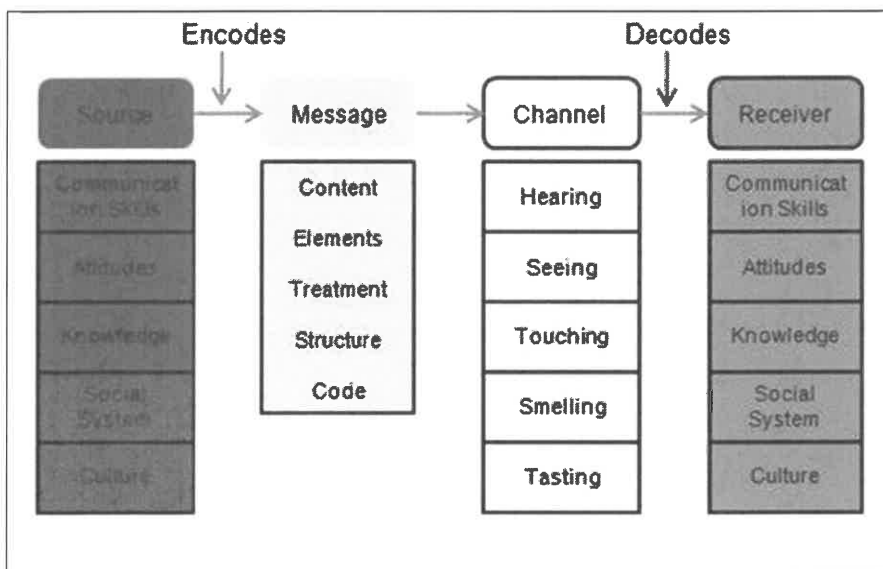 Encodes
Decodes
Source
Message
Channel
Receiver
Communicat
ion Skills
Attitudes
Knowledge
Social
System
Culture
Content
Elements
Treatment
Structure
Code
Hearing
Seeing
Touching
Smelling
Tasting
Communicat
ion Skills
Attitudes
Knowledge
Social
System
Culture